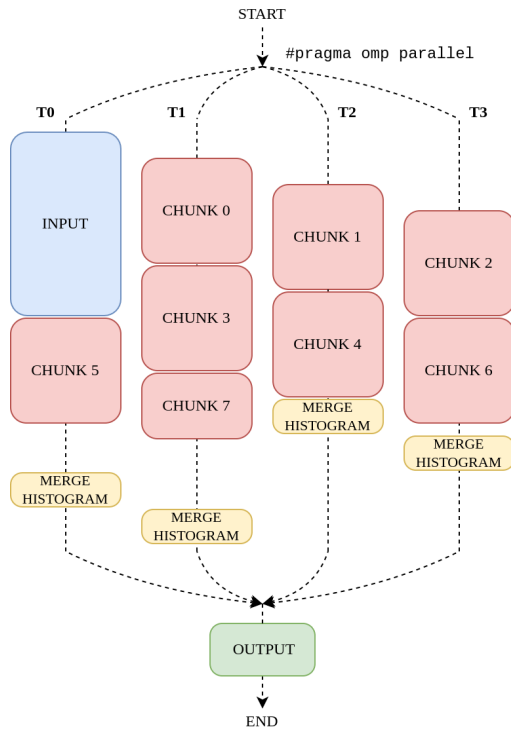 START
#pragma omp parallel
T0
T1
T2
T3
INPUT
CHUNK 0
CHUNK 1
CHUNK 2
CHUNK 3
CHUNK 4
CHUNK 5
CHUNK 6
CHUNK 7
MERGE
HISTOGRAM
MERGE
HISTOGRAM
MERGE
HISTOGRAM
MERGE
HISTOGRAM
OUTPUT
END